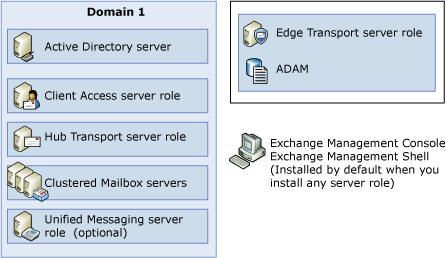 Domain 1
Active Directory server
Client Access server role
Hub Transport server role
Clustered Mailbox servers
Unified Messaging server
role  (optional)
Edge Transport server role
ADAM
Exchange Management Console
Exchange Management Shell
(Installed by default when you
install any server role)